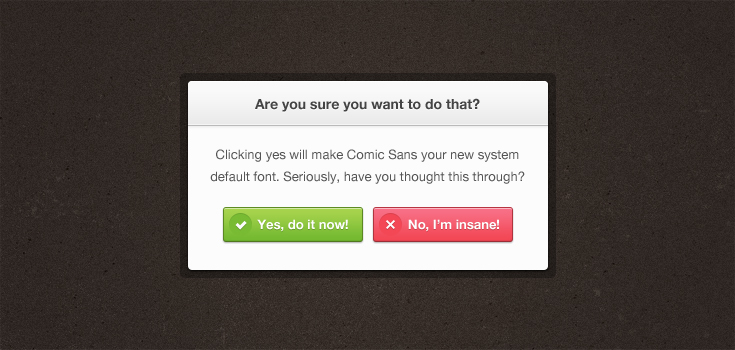 Are you sure you want to do that?
Clicking yes will make Comic Sans your new system
default font. Seriously, have you thought this through?
Yes, do it now!
No, I'm insane!